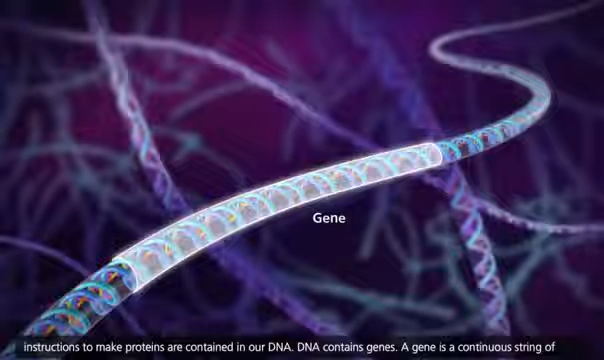 Gene
instructions to make proteins are contained in our DNA. DNA contains genes. A gene is a continuous string of